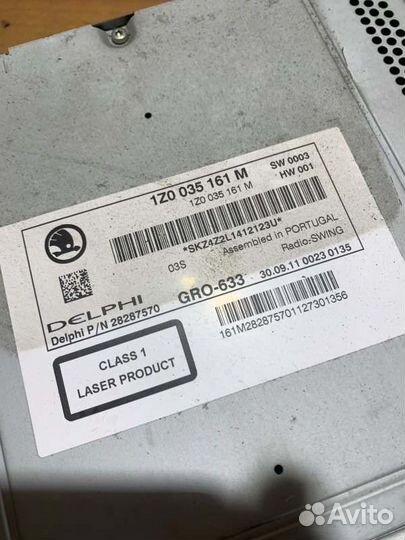 1Z0 035 161 M
SW 0003
1Z0 035 161 M
HW 001
*SKZ4Z2L1412123U*
03S
Assembled in PORTUGAL
Radio:SWING
DELPHI
GRO-633
30.09.11 0023 0135
Delphi P/N 28287570
161M282875701127301356
CLASS 1
LASER PRODUCT
Avito